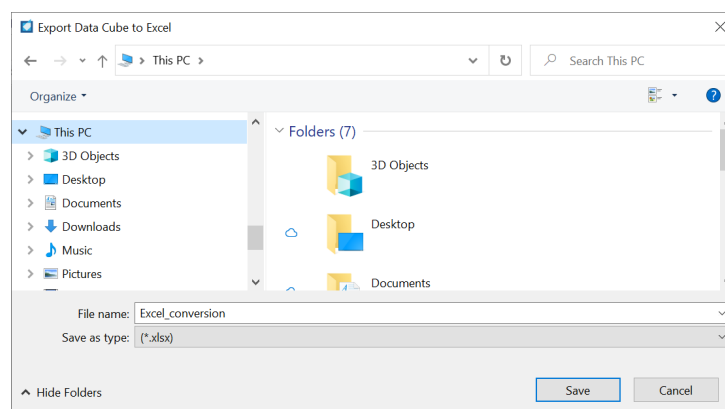 Export Data Cube to Excel
This PC
Search This PC
Organize
?
This PC
3D Objects
Desktop
Documents
Downloads
Music
Pictures
Folders (7)
3D Objects
Desktop
Documents
File name: Excel_conversion
Save as type: (*.xlsx)
Hide Folders
Save Cancel